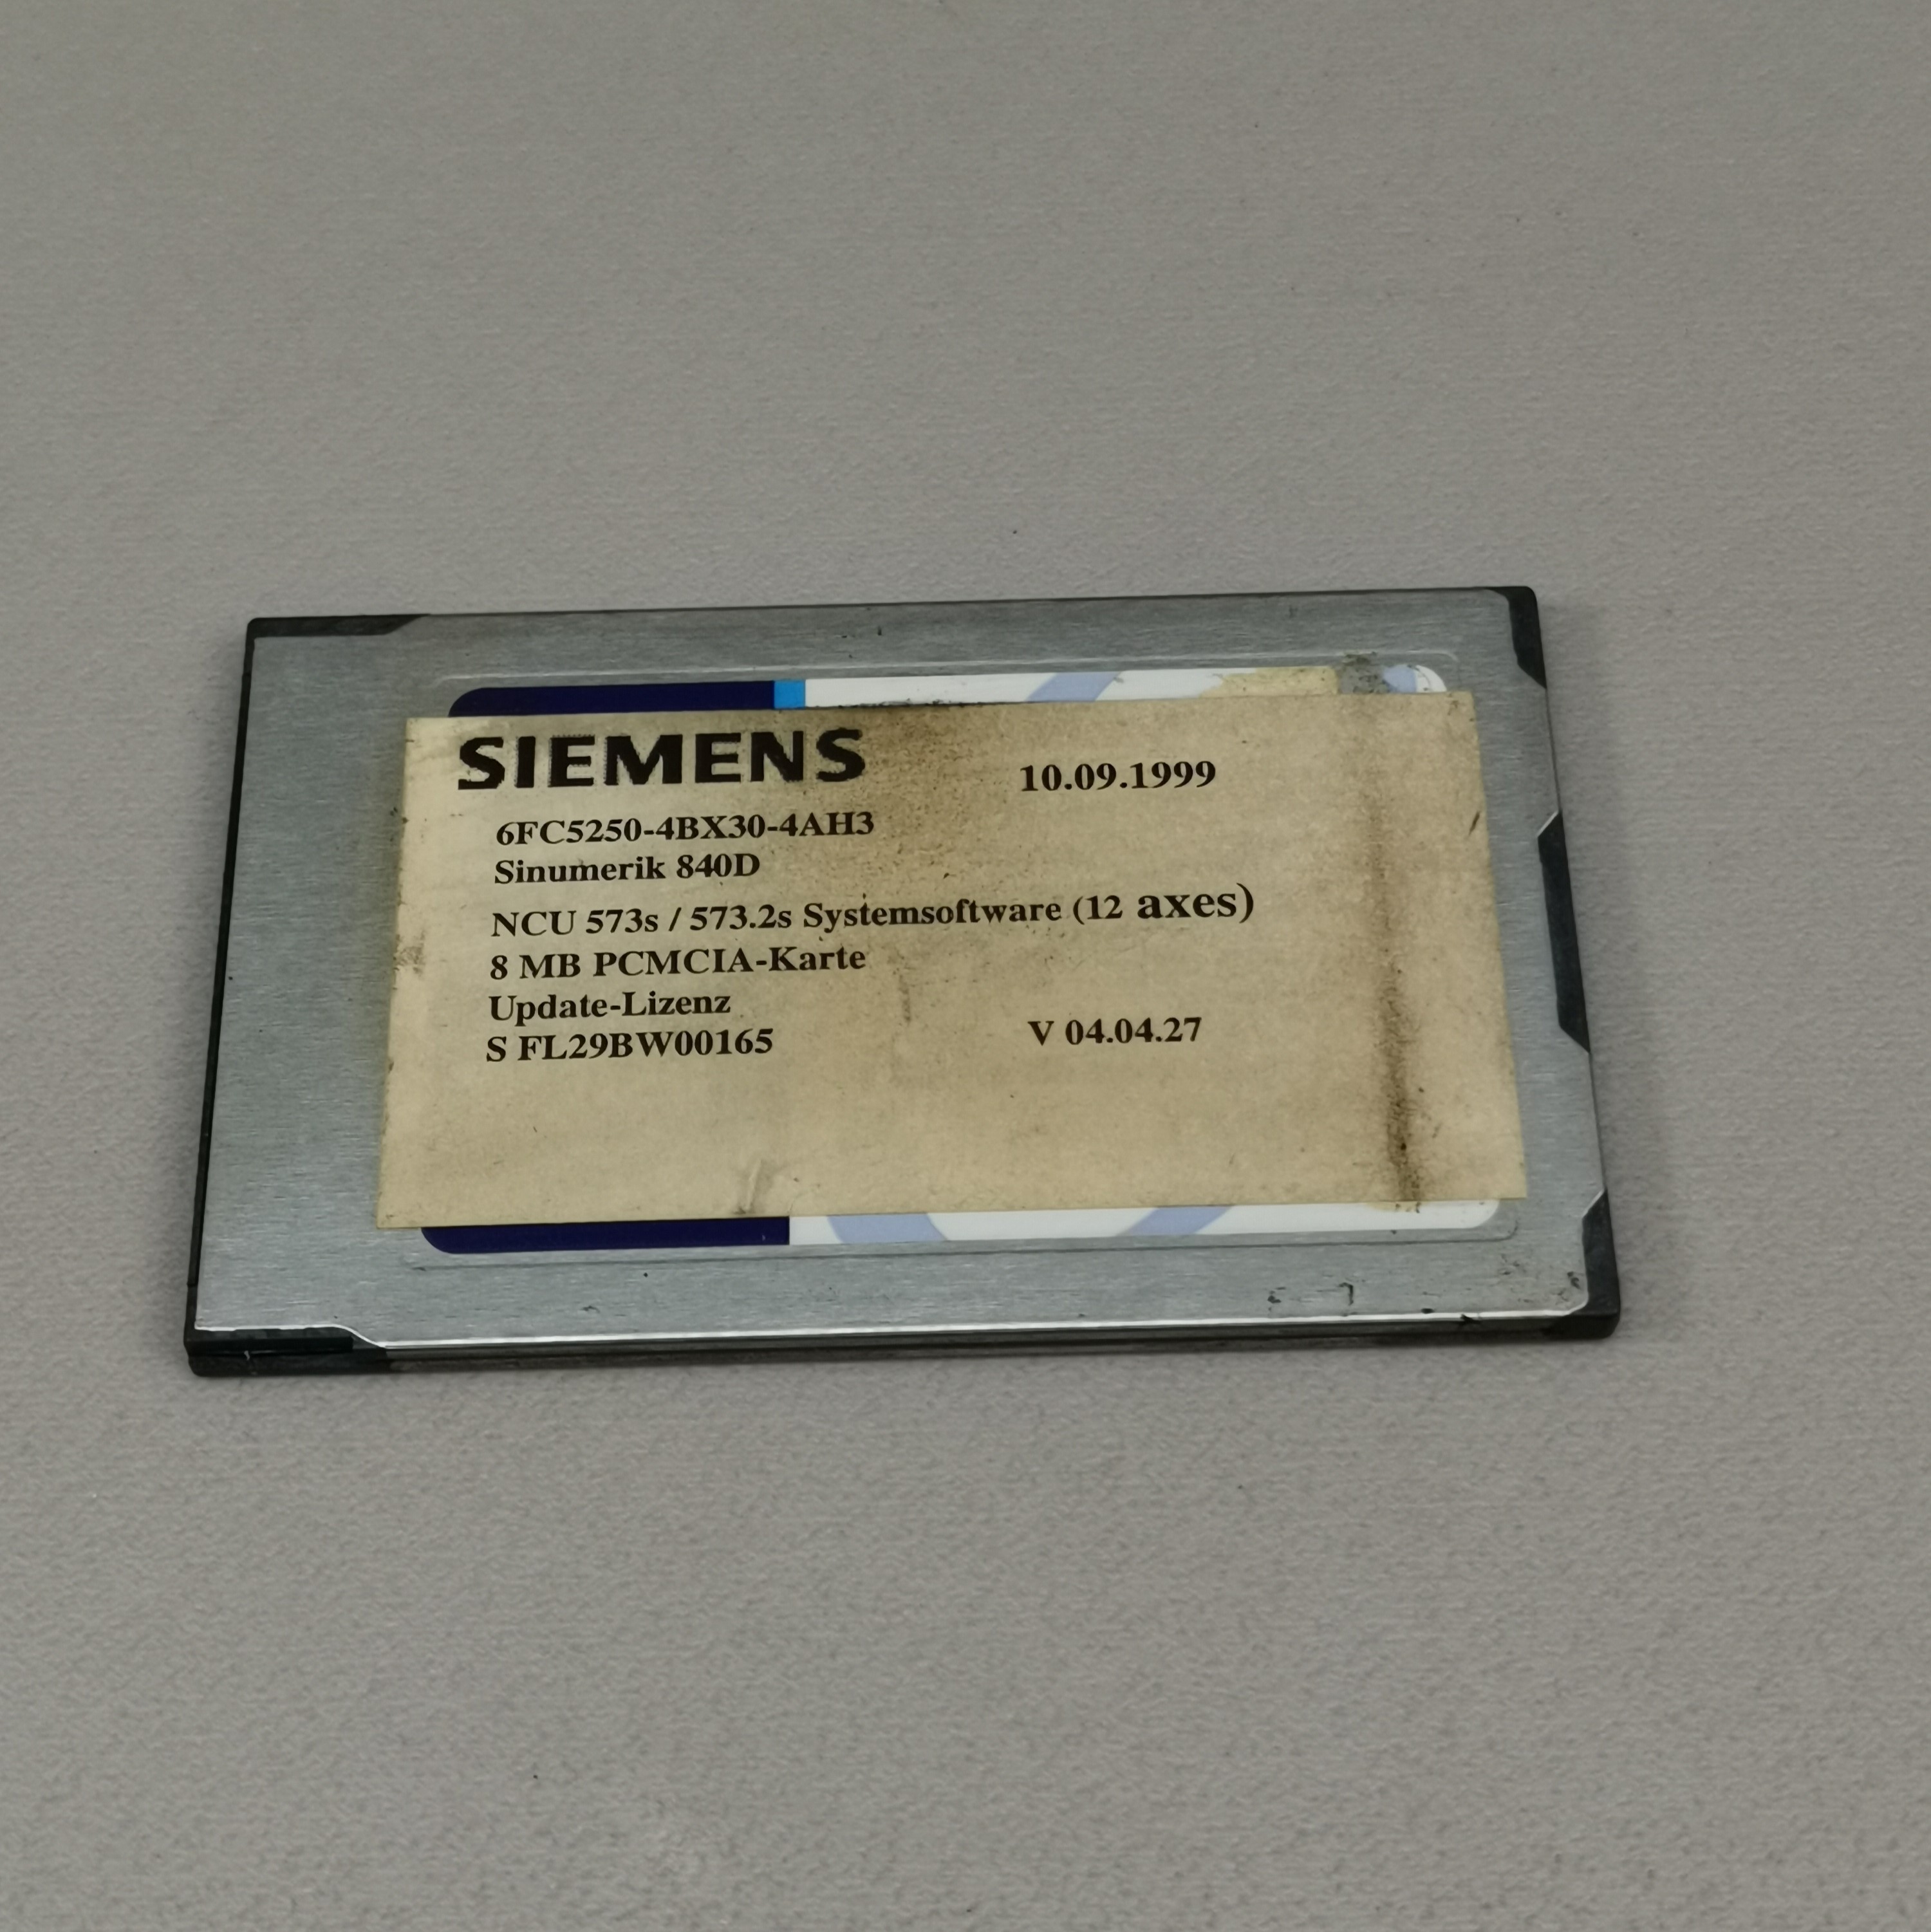 SIEMENS 10.09.1999
6FC5250-4BX30-4AH3
Sinumerik 840D
NCU 573s / 573.2s Systemsoftware (12 axes)
8 MB PCMCIA-Karte
Update-Lizenz
S FL29BW00165 V 04.04.27